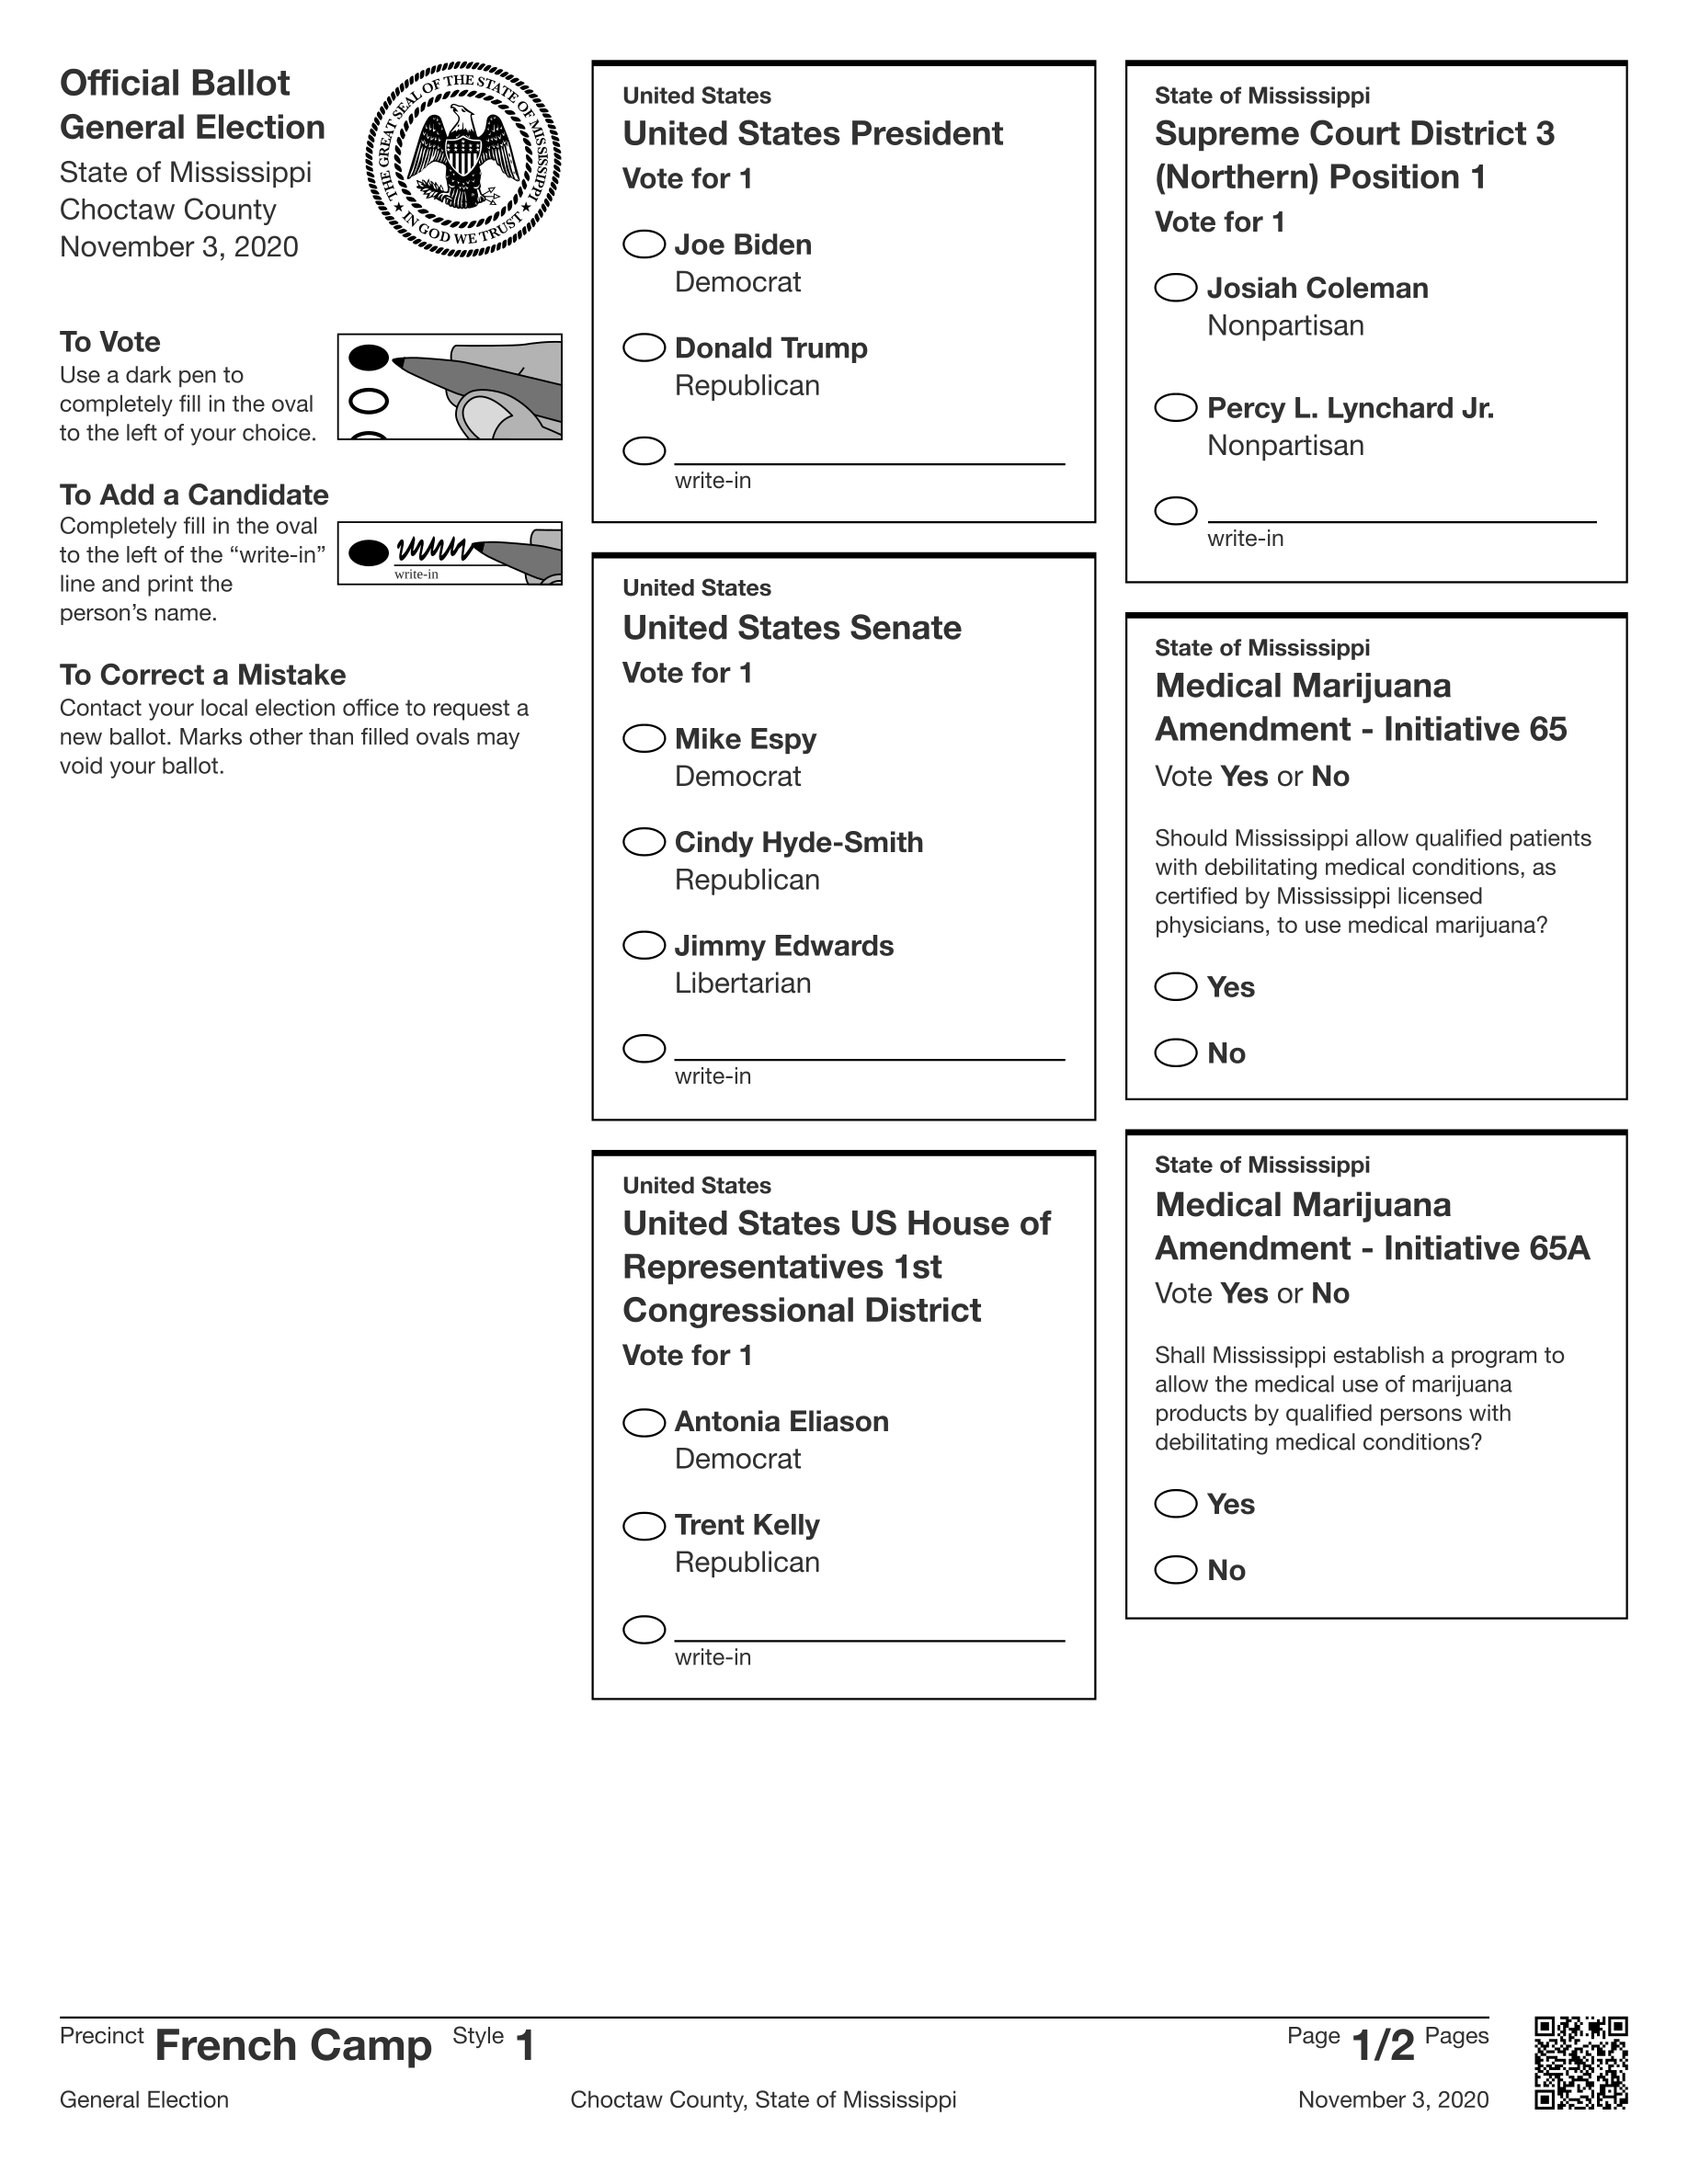 Official Ballot
General Election
State of Mississippi
Choctaw County
November 3, 2020
THE GREAT SEAL OF THE STATE OF MISSISSIPPI
★ IN GOD WE TRUST ★
To Vote
Use a dark pen to
completely fill in the oval
to the left of your choice.
To Add a Candidate
Completely fill in the oval
to the left of the “write-in”
line and print the
person’s name.
write-in
To Correct a Mistake
Contact your local election office to request a
new ballot. Marks other than filled ovals may
void your ballot.
United States
United States President
Vote for 1
Joe Biden
Democrat
Donald Trump
Republican
write-in
United States
United States Senate
Vote for 1
Mike Espy
Democrat
Cindy Hyde-Smith
Republican
Jimmy Edwards
Libertarian
write-in
United States
United States US House of
Representatives 1st
Congressional District
Vote for 1
Antonia Eliason
Democrat
Trent Kelly
Republican
write-in
State of Mississippi
Supreme Court District 3
(Northern) Position 1
Vote for 1
Josiah Coleman
Nonpartisan
Percy L. Lynchard Jr.
Nonpartisan
write-in
State of Mississippi
Medical Marijuana
Amendment - Initiative 65
Vote Yes or No
Should Mississippi allow qualified patients
with debilitating medical conditions, as
certified by Mississippi licensed
physicians, to use medical marijuana?
Yes
No
State of Mississippi
Medical Marijuana
Amendment - Initiative 65A
Vote Yes or No
Shall Mississippi establish a program to
allow the medical use of marijuana
products by qualified persons with
debilitating medical conditions?
Yes
No
Precinct French Camp Style 1 Page 1/2 Pages
General Election Choctaw County, State of Mississippi November 3, 2020